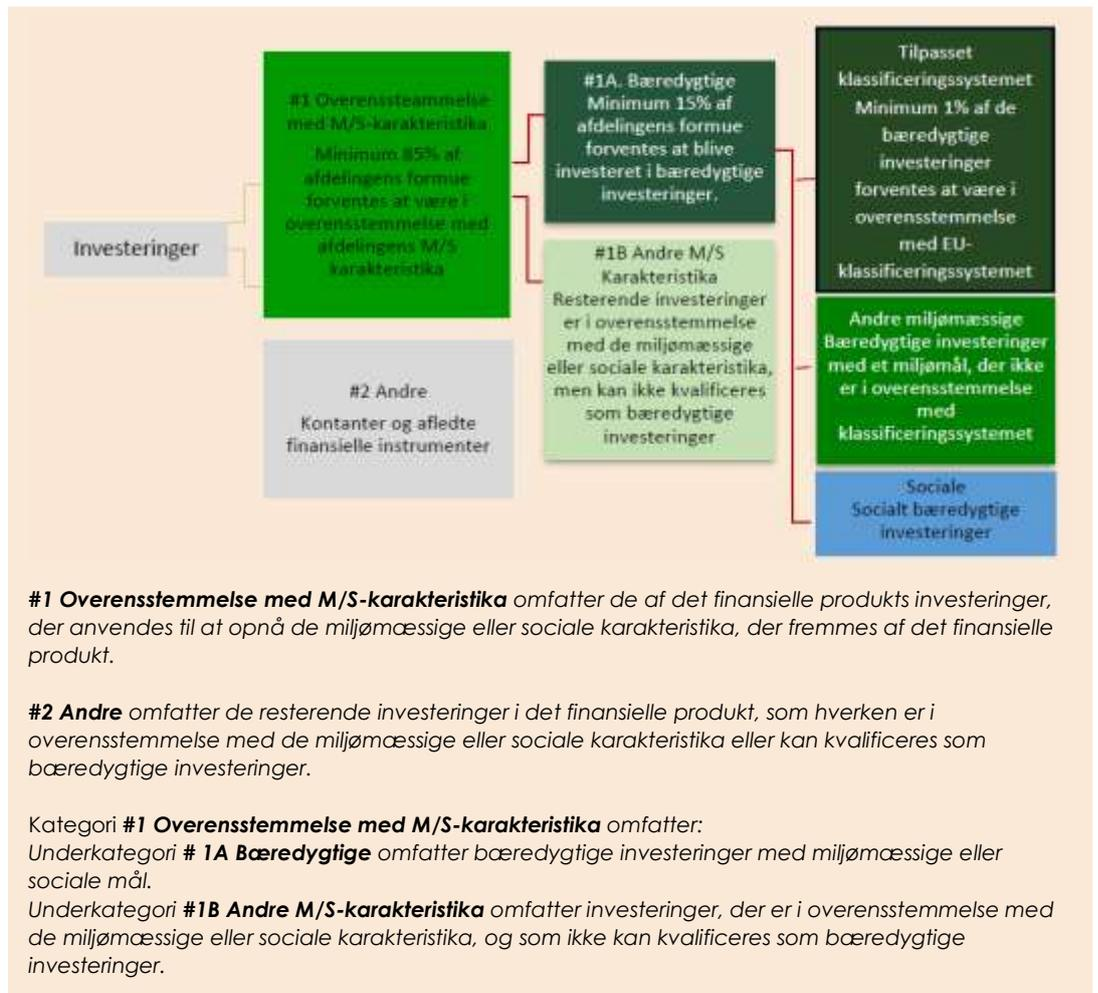 Investeringer
#1 Overenssteammelse
med M/S-karakteristika
Minimum 85% af
afdelingens formue
forventes at være i
overensstemmelse med
afdelingens M/S
karakteristika
#2 Andre
Kontanter og afledte
finansielle instrumenter
#1A. Bæredygtige
Minimum 15% af
afdelingens formue
forventes at blive
investeret i bæredygtige
investeringer.
#1B Andre M/S
Karakteristika
Resterende investeringer
er i overensstemmelse
med de miljømæssige
eller sociale karakteristika,
men kan ikke kvalificeres
som bæredygtige
investeringer
Tilpasset
klassificeringssystemet
Minimum 1% af de
bæredygtige
investeringer
forventes at være i
overensstemmelse
med EU-
klassificeringssystemet
Andre miljømæssige
Bæredygtige investeringer
med et miljømål, der ikke
er i overensstemmelse
med
klassificeringssystemet
Sociale
Socialt bæredygtige
investeringer
#1 Overensstemmelse med M/S-karakteristika omfatter de af det finansielle produkts investeringer,
der anvendes til at opnå de miljømæssige eller sociale karakteristika, der fremmes af det finansielle
produkt.
#2 Andre omfatter de resterende investeringer i det finansielle produkt, som hverken er i
overensstemmelse med de miljømæssige eller sociale karakteristika eller kan kvalificeres som
bæredygtige investeringer.
Kategori #1 Overensstemmelse med M/S-karakteristika omfatter:
Underkategori # 1A Bæredygtige omfatter bæredygtige investeringer med miljømæssige eller
sociale mål.
Underkategori #1B Andre M/S-karakteristika omfatter investeringer, der er i overensstemmelse med
de miljømæssige eller sociale karakteristika, og som ikke kan kvalificeres som bæredygtige
investeringer.